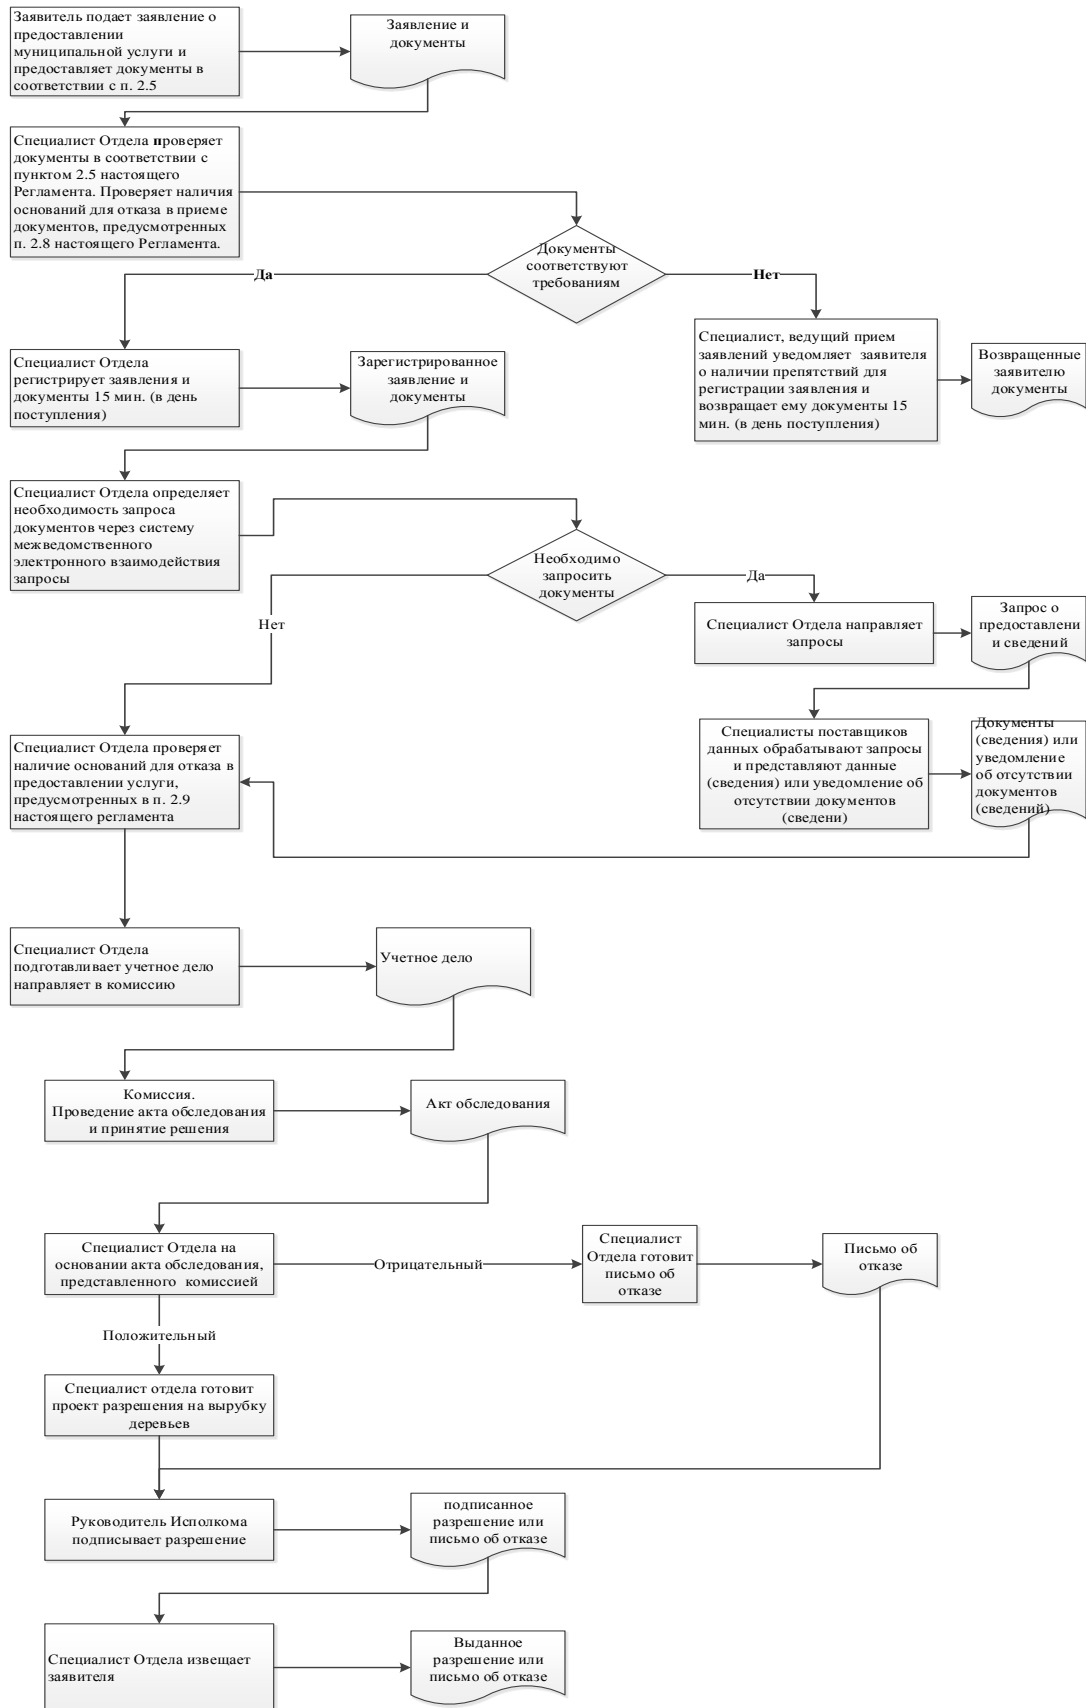 Заявитель подает заявление о
предоставлении
муниципальной услуги и
предоставляет документы в
соответствии с п. 2.5
Заявление и
документы
Специалист Отдела проверяет
документы в соответствии с
пунктом 2.5 настоящего
Регламента. Проверяет наличия
оснований для отказа в приеме
документов, предусмотренных
п. 2.8 настоящего Регламента.
Документы
соответствуют
требованиям
Да
Нет
Специалист Отдела
регистрирует заявления и
документы 15 мин. (в день
поступления)
Зарегистрированное
заявление и
документы
Специалист, ведущий прием
заявлений уведомляет заявителя
о наличии препятствий для
регистрации заявления и
возвращает ему документы 15
мин. (в день поступления)
Возвращенные
заявителю
документы
Специалист Отдела определяет
необходимость запроса
документов через систему
межведомственного
электронного взаимодействия
запросы
Необходимо
запросить
документы
Да
Нет
Специалист Отдела направляет
запросы
Запрос о
предоставлени
и сведений
Специалист Отдела проверяет
наличие оснований для отказа в
предоставлении услуги,
предусмотренных в п. 2.9
настоящего регламента
Специалисты поставщиков
данных обрабатывают запросы
и представляют данные
(сведения) или уведомление об
отсутствии документов
(сведени)
Документы
(сведения) или
уведомление
об отсутствии
документов
(сведений)
Специалист Отдела
подготавливает учетное дело
направляет в комиссию
Учетное дело
Комиссия.
Проведение акта обследования
и принятие решения
Акт обследования
Специалист Отдела на
основании акта обследования,
представленного комиссией
Отрицательный
Специалист
Отдела готовит
письмо об
отказе
Письмо об
отказе
Положительный
Специалист отдела готовит
проект разрешения на вырубку
деревьев
Руководитель Исполкома
подписывает разрешение
подписанное
разрешение или
письмо об отказе
Специалист Отдела извещает
заявителя
Выданное
разрешение или
письмо об отказе